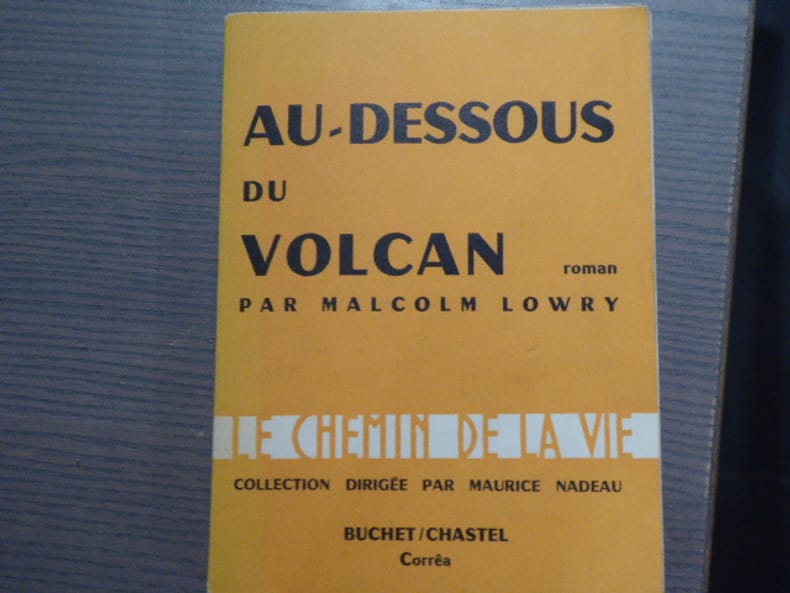 AU-DESSOUS
DU
VOLCAN roman
PAR MALCOLM LOWRY
LE CHEMIN DE LA VIE
COLLECTION DIRIGÉE PAR MAURICE NADEAU
BUCHET/CHASTEL
Corrêa